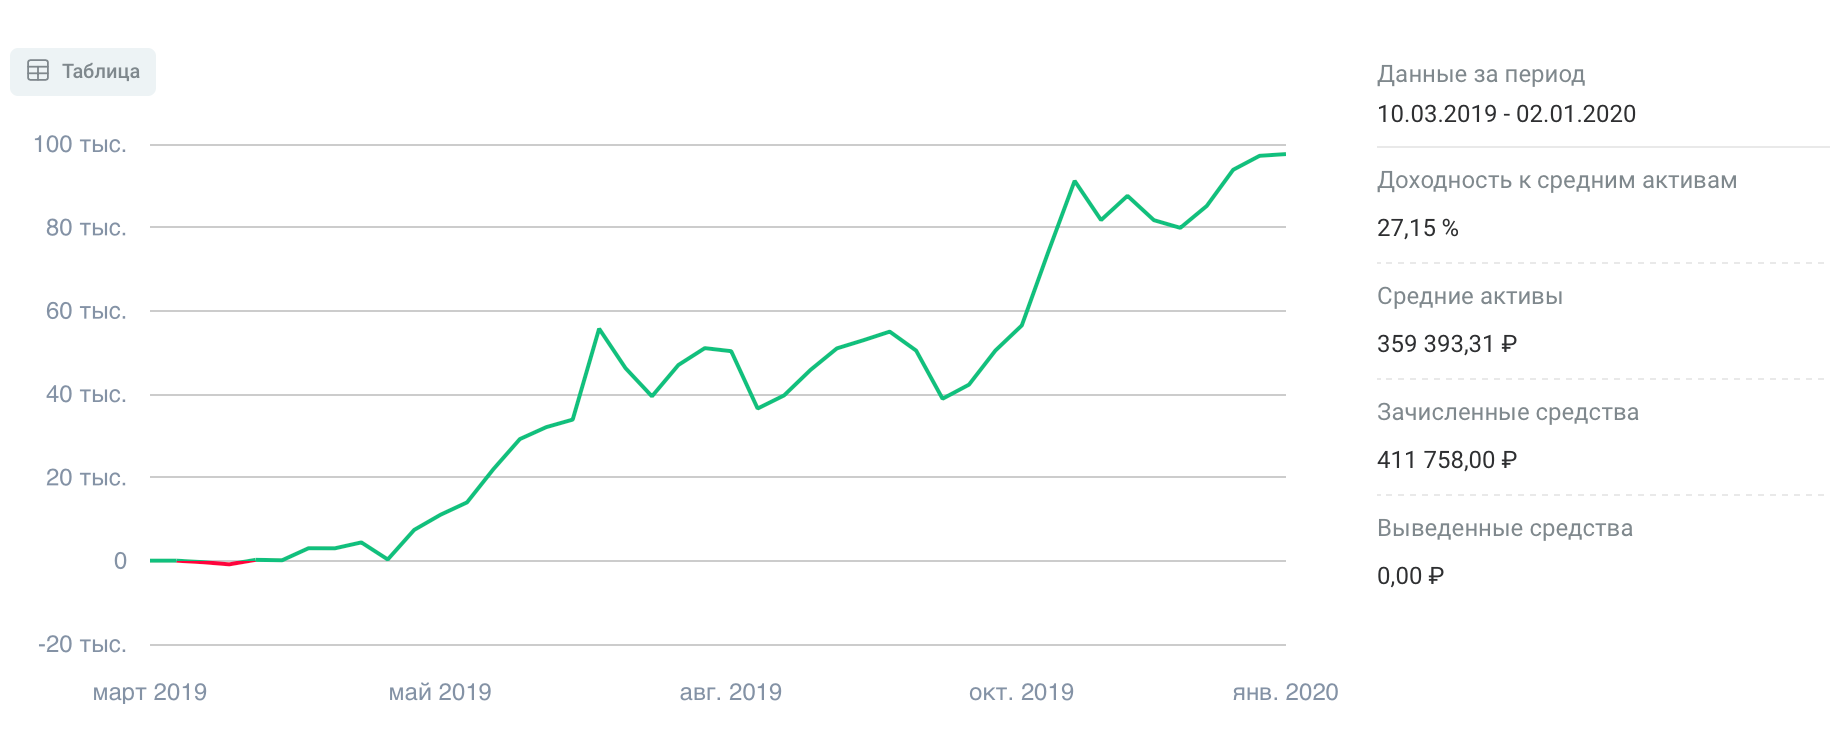 Таблица
100 тыс.
80 тыс.
60 тыс.
40 тыс.
20 тыс.
0
-20 тыс.
март 2019
май 2019
авг. 2019
окт. 2019
янв. 2020
Данные за период
10.03.2019 - 02.01.2020
Доходность к средним активам
27,15 %
Средние активы
359 393,31 ₽
Зачисленные средства
411 758,00 ₽
Выведенные средства
0,00 ₽